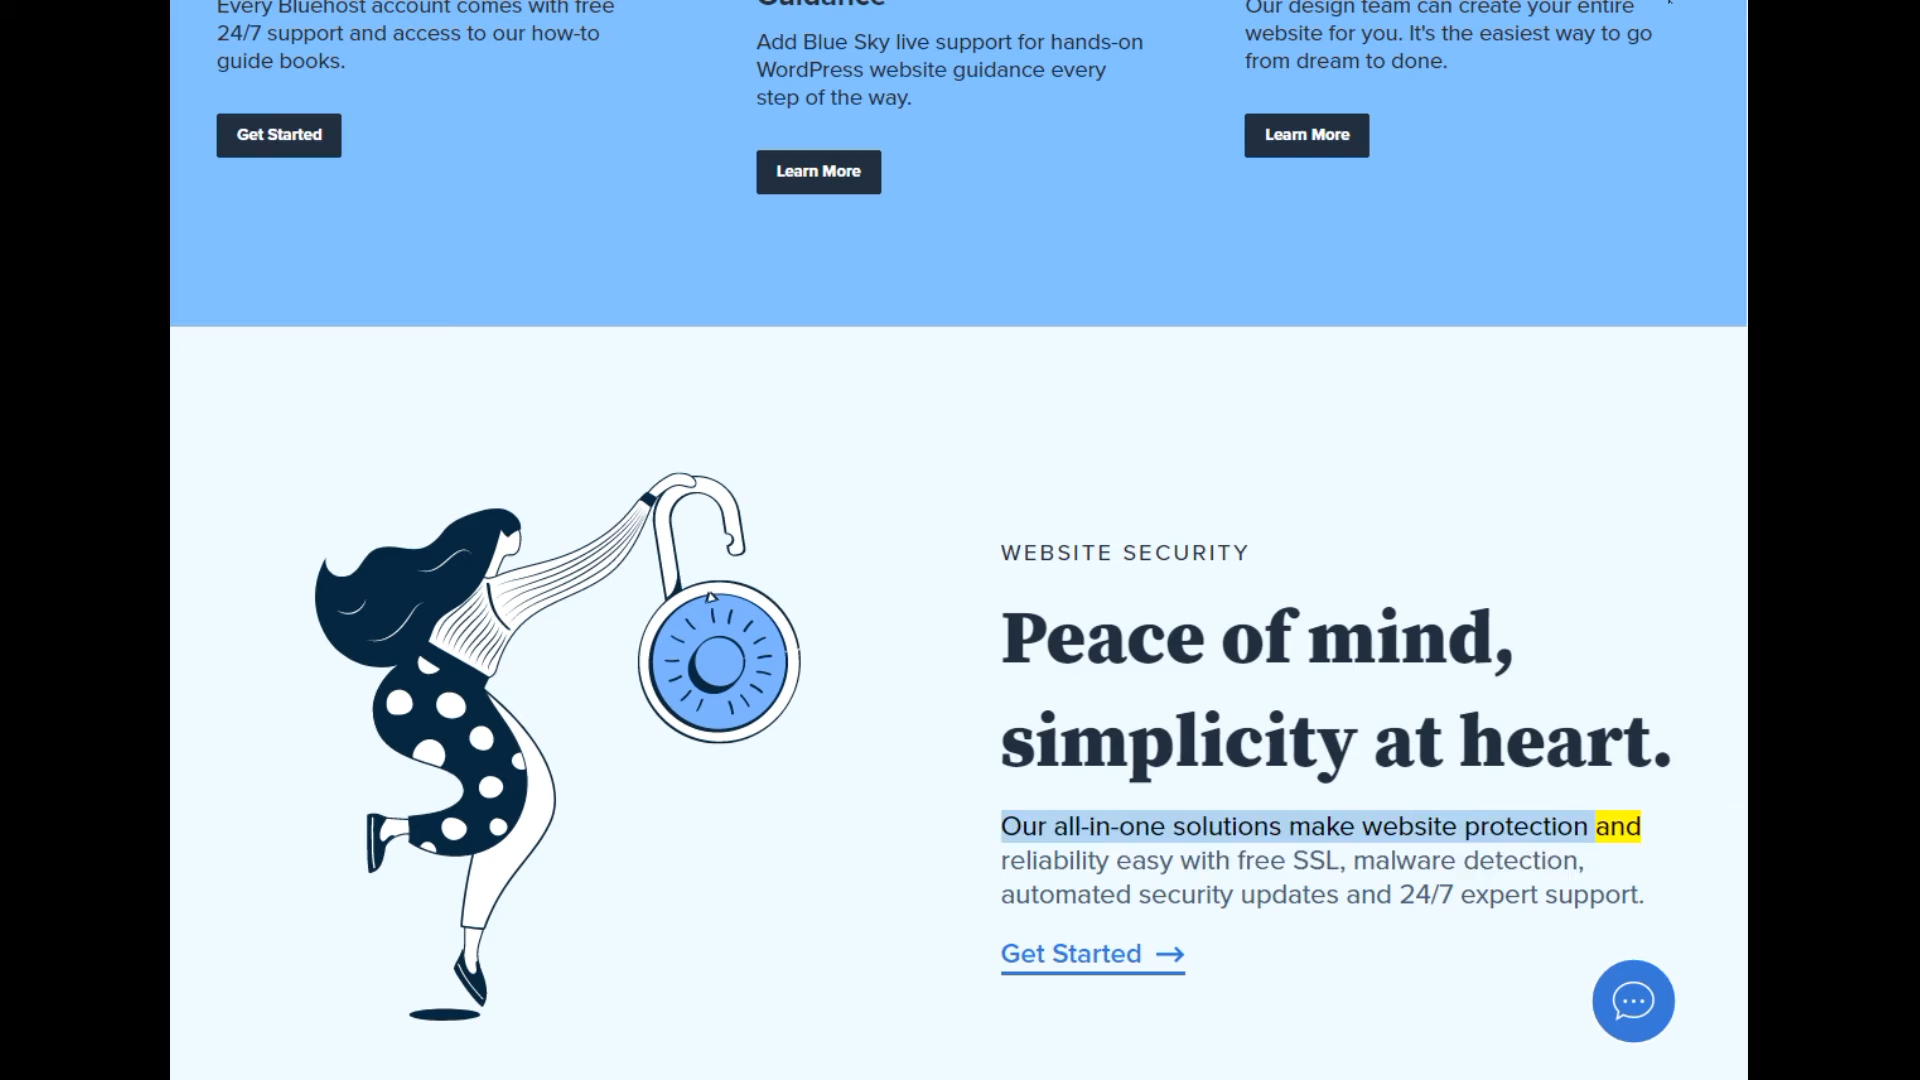 Every Bluehost account comes with free
24/7 support and access to our how-to
guide books.
Get Started
Guidance
Add Blue Sky live support for hands-on
WordPress website guidance every
step of the way.
Learn More
Our design team can create your entire
website for you. It's the easiest way to go
from dream to done.
Learn More
WEBSITE SECURITY
Peace of mind,
simplicity at heart.
Our all-in-one solutions make website protection and
reliability easy with free SSL, malware detection,
automated security updates and 24/7 expert support.
Get Started →